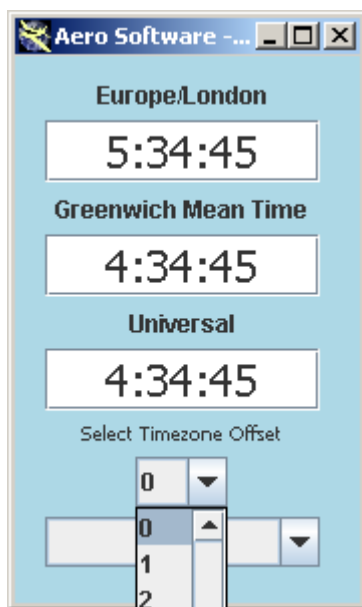 Aero Software -...
Europe/London
5:34:45
Greenwich Mean Time
4:34:45
Universal
4:34:45
Select Timezone Offset
0
0
1
2